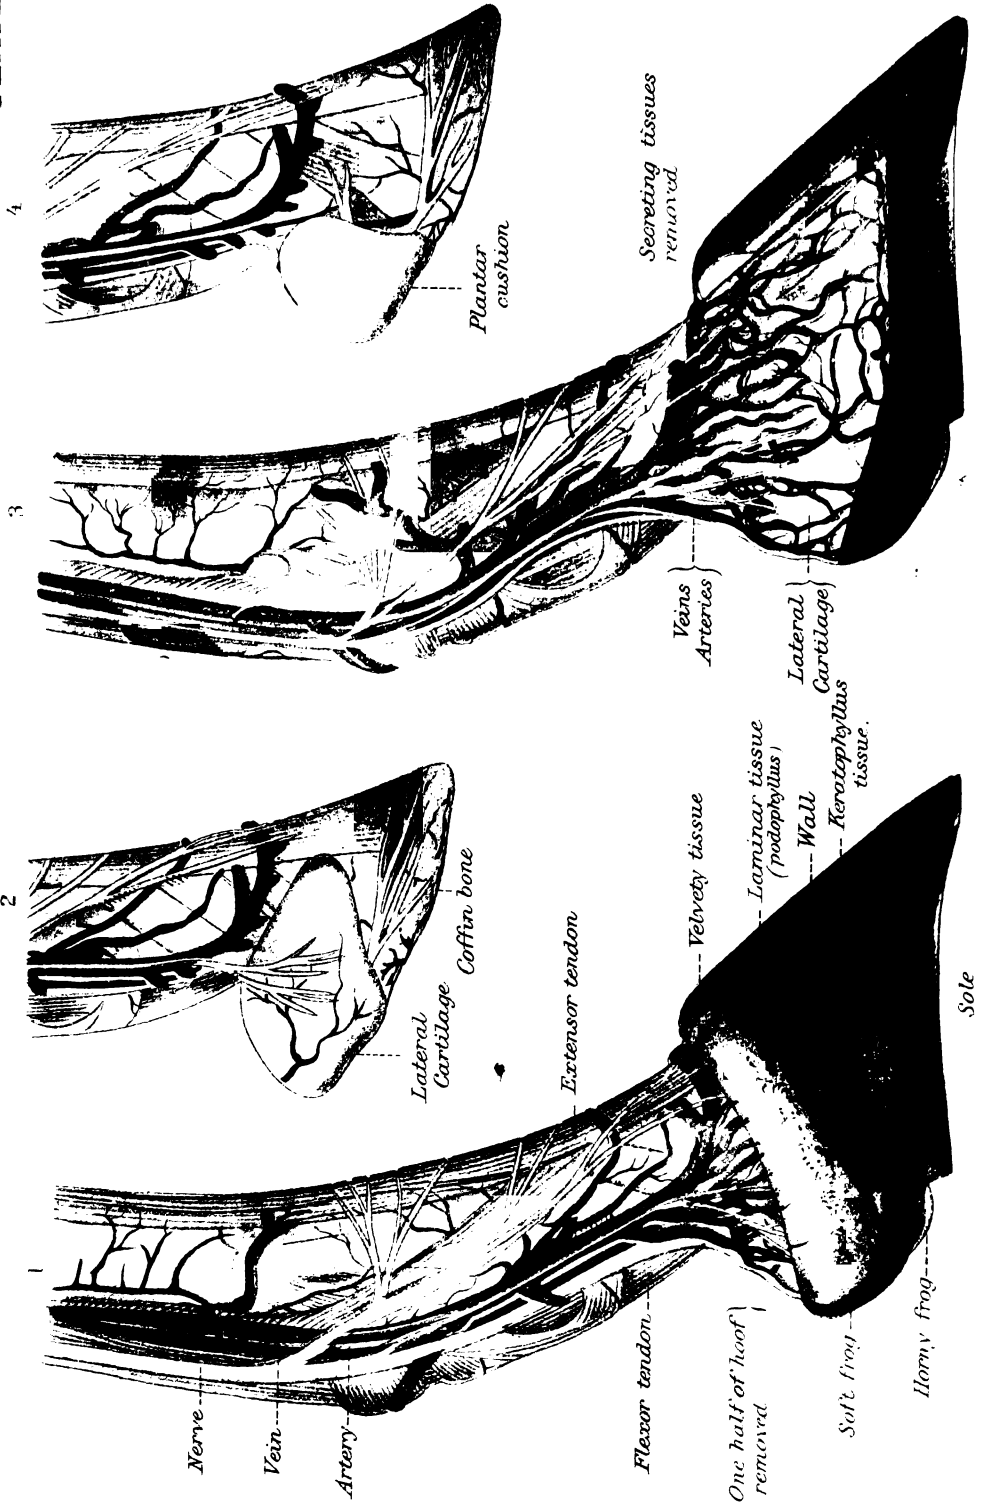 4
Secreting tissues
removed
Plantar
cushion
3
Veins
Arteries
Lateral
Cartilage
2
Velvety tissue
Laminar tissue
(podophyllus)
Wall
Keratophyllus
tissue.
Coffin bone
Lateral
Cartilage
Extensor tendon
Sole
1
Nerve
Vein
Artery
Flexor tendon
One half of hoof
removed
Soft frog
Horny frog